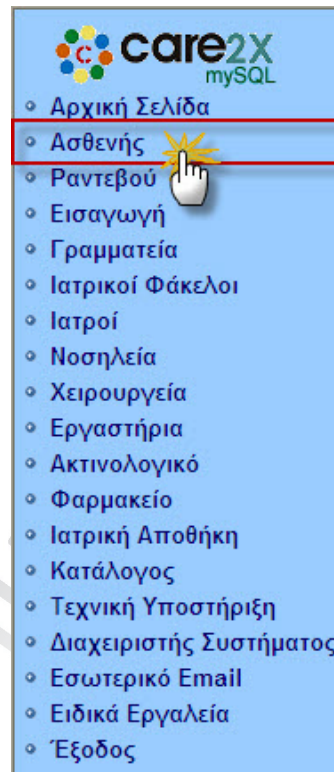 care2x
mySQL
Αρχική Σελίδα
Ασθενής
Ραντεβού
Εισαγωγή
Γραμματεία
Ιατρικοί Φάκελοι
Ιατροί
Νοσηλεία
Χειρουργεία
Εργαστήρια
Ακτινολογικό
Φαρμακείο
Ιατρική Αποθήκη
Κατάλογος
Τεχνική Υποστήριξη
Διαχειριστής Συστήματος
Εσωτερικό Email
Ειδικά Εργαλεία
Έξοδος